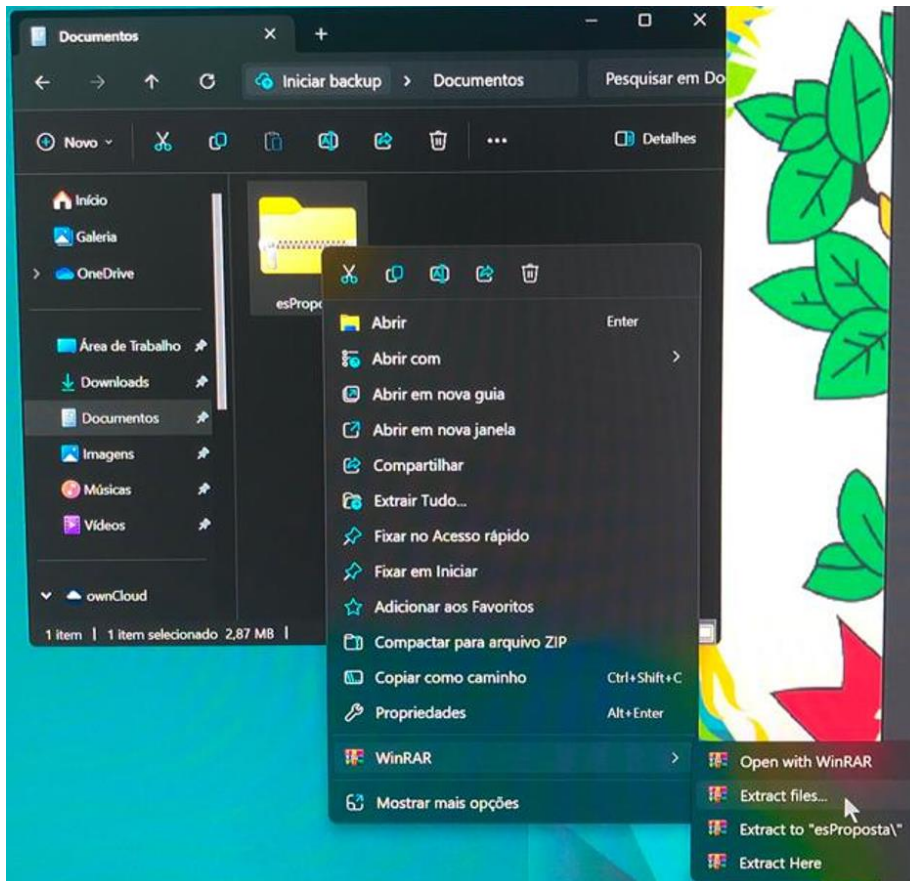 Documentos
Iniciar backup > Documentos
Pesquisar em Do
Novo
Detalhes
Início
Galeria
OneDrive
Área de Trabalho
Downloads
Documentos
Imagens
Músicas
Vídeos
ownCloud
1 item | 1 item selecionado 2,87 MB |
esPropo
Abrir Enter
Abrir com
Abrir em nova guia
Abrir em nova janela
Compartilhar
Extrair Tudo...
Fixar no Acesso rápido
Fixar em Iniciar
Adicionar aos Favoritos
Compactar para arquivo ZIP
Copiar como caminho Ctrl+Shift+C
Propriedades Alt+Enter
WinRAR
Mostrar mais opções
Open with WinRAR
Extract files...
Extract to "esProposta\"
Extract Here